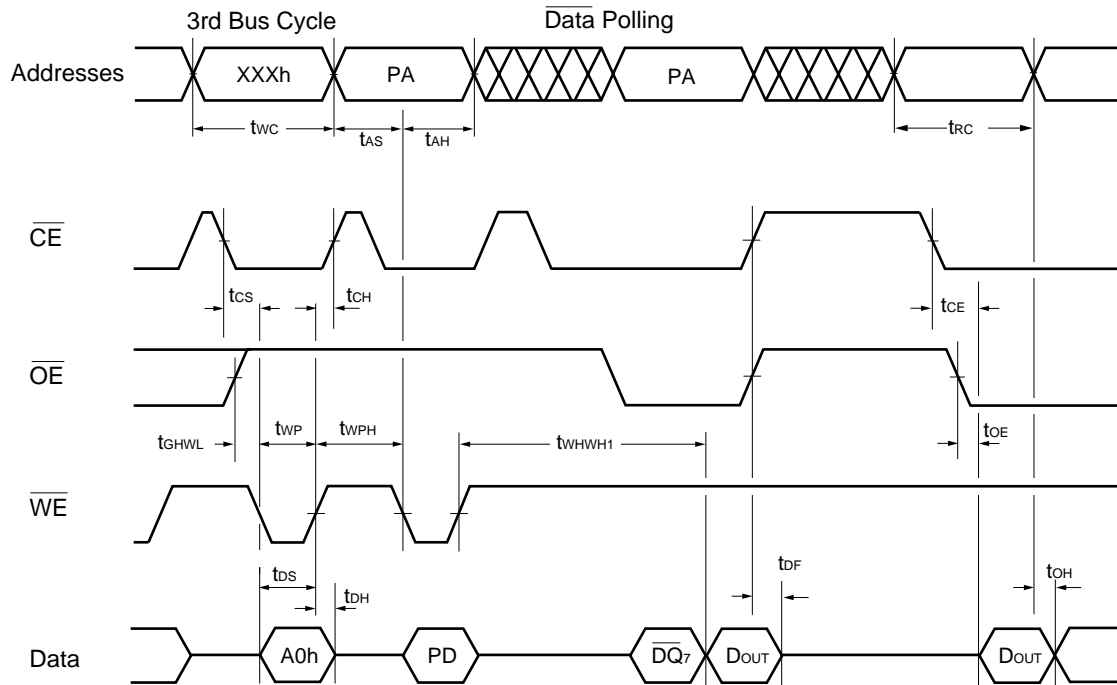 3rd Bus Cycle
Data Polling
Addresses
XXXh
PA
PA
tWC
tAS
tAH
tRC
CE
tCS
tCH
tCE
OE
tGHWL
tWP
tWPH
tWHWH1
tOE
WE
tDS
tDH
tDF
tOH
Data
A0h
PD
DQ7
DOUT
DOUT